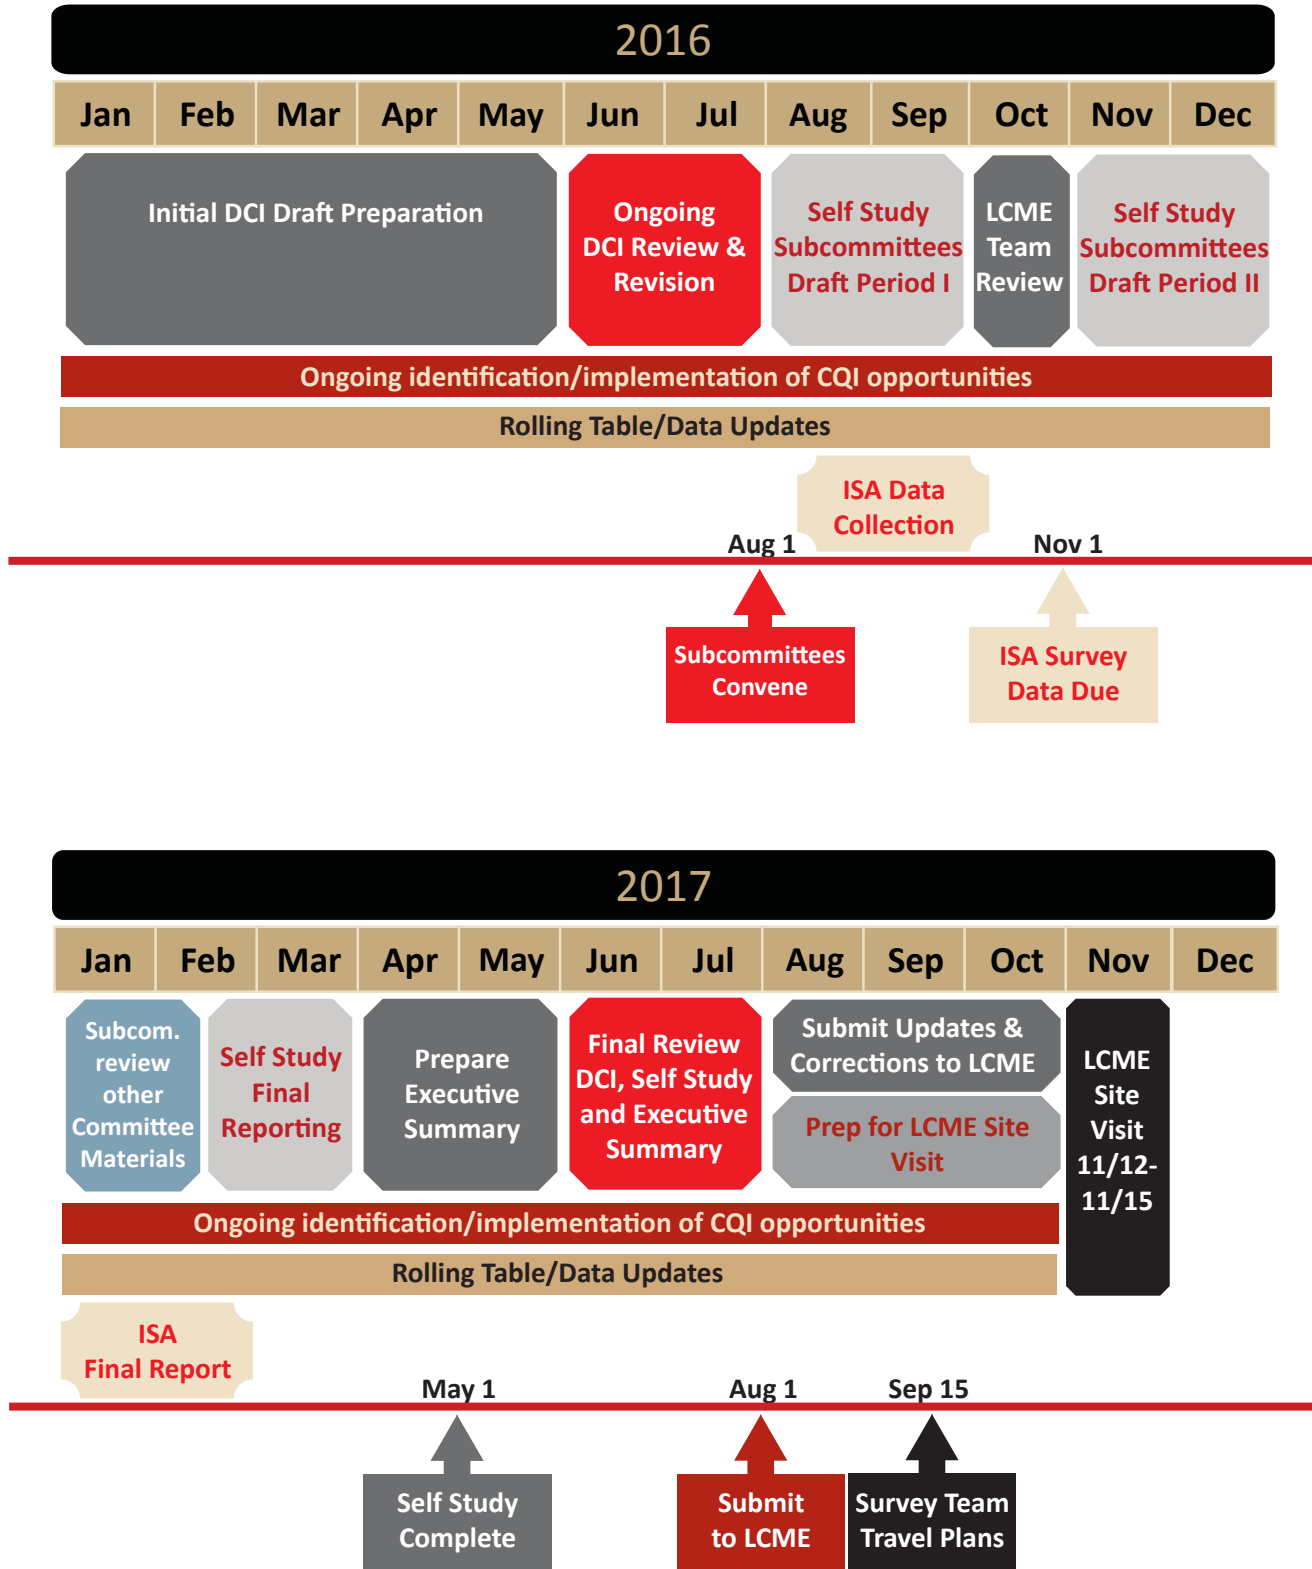 2016
Jan Feb Mar Apr May Jun Jul Aug Sep Oct Nov Dec
Initial DCI Draft Preparation
Ongoing
DCI Review &
Revision
Self Study
Subcommittees
Draft Period I
LCME
Team
Review
Self Study
Subcommittees
Draft Period II
Ongoing identification/implementation of CQI opportunities
Rolling Table/Data Updates
ISA Data
Collection
Aug 1
Nov 1
Subcommittees
Convene
ISA Survey
Data Due
2017
Jan Feb Mar Apr May Jun Jul Aug Sep Oct Nov Dec
Subcom.
review
other
Committee
Materials
Self Study
Final
Reporting
Prepare
Executive
Summary
Final Review
DCI, Self Study
and Executive
Summary
Submit Updates &
Corrections to LCME
Prep for LCME Site
Visit
LCME
Site
Visit
11/12-
11/15
Ongoing identification/implementation of CQI opportunities
Rolling Table/Data Updates
ISA
Final Report
May 1
Aug 1
Sep 15
Self Study
Complete
Submit
to LCME
Survey Team
Travel Plans